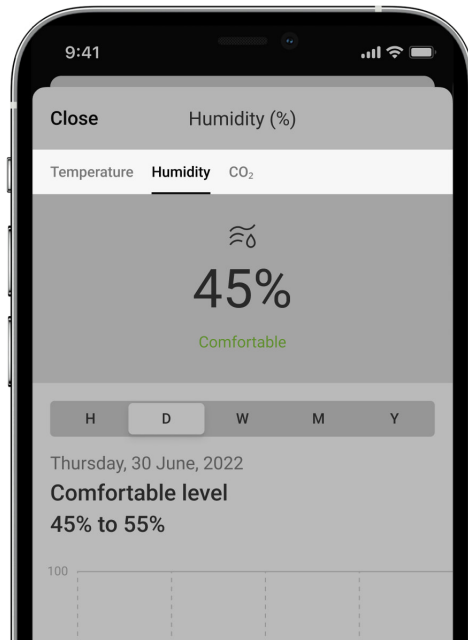 9:41
Close Humidity (%)
Temperature Humidity CO₂
45%
Comfortable
H D W M Y
Thursday, 30 June, 2022
Comfortable level
45% to 55%
100